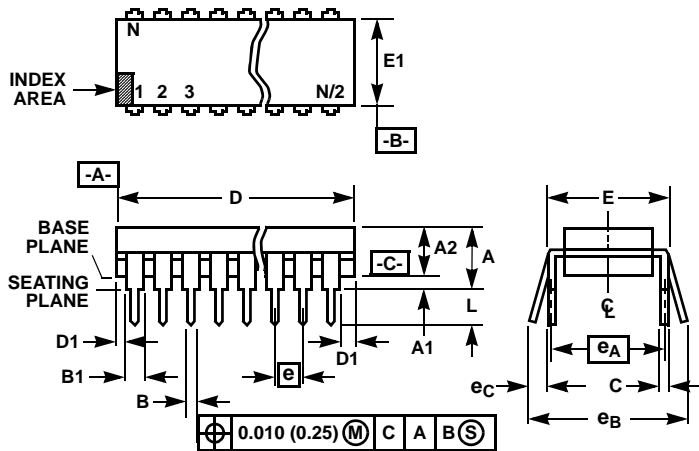 N
E1
INDEX
AREA
1 2 3 N/2
-B-
-A-
D
E
BASE
PLANE
A2
A
-C-
SEATING
PLANE
L
C
L
D1
A1
D1
B1
e
eA
eC
C
B
eB
0.010 (0.25) M C A B S